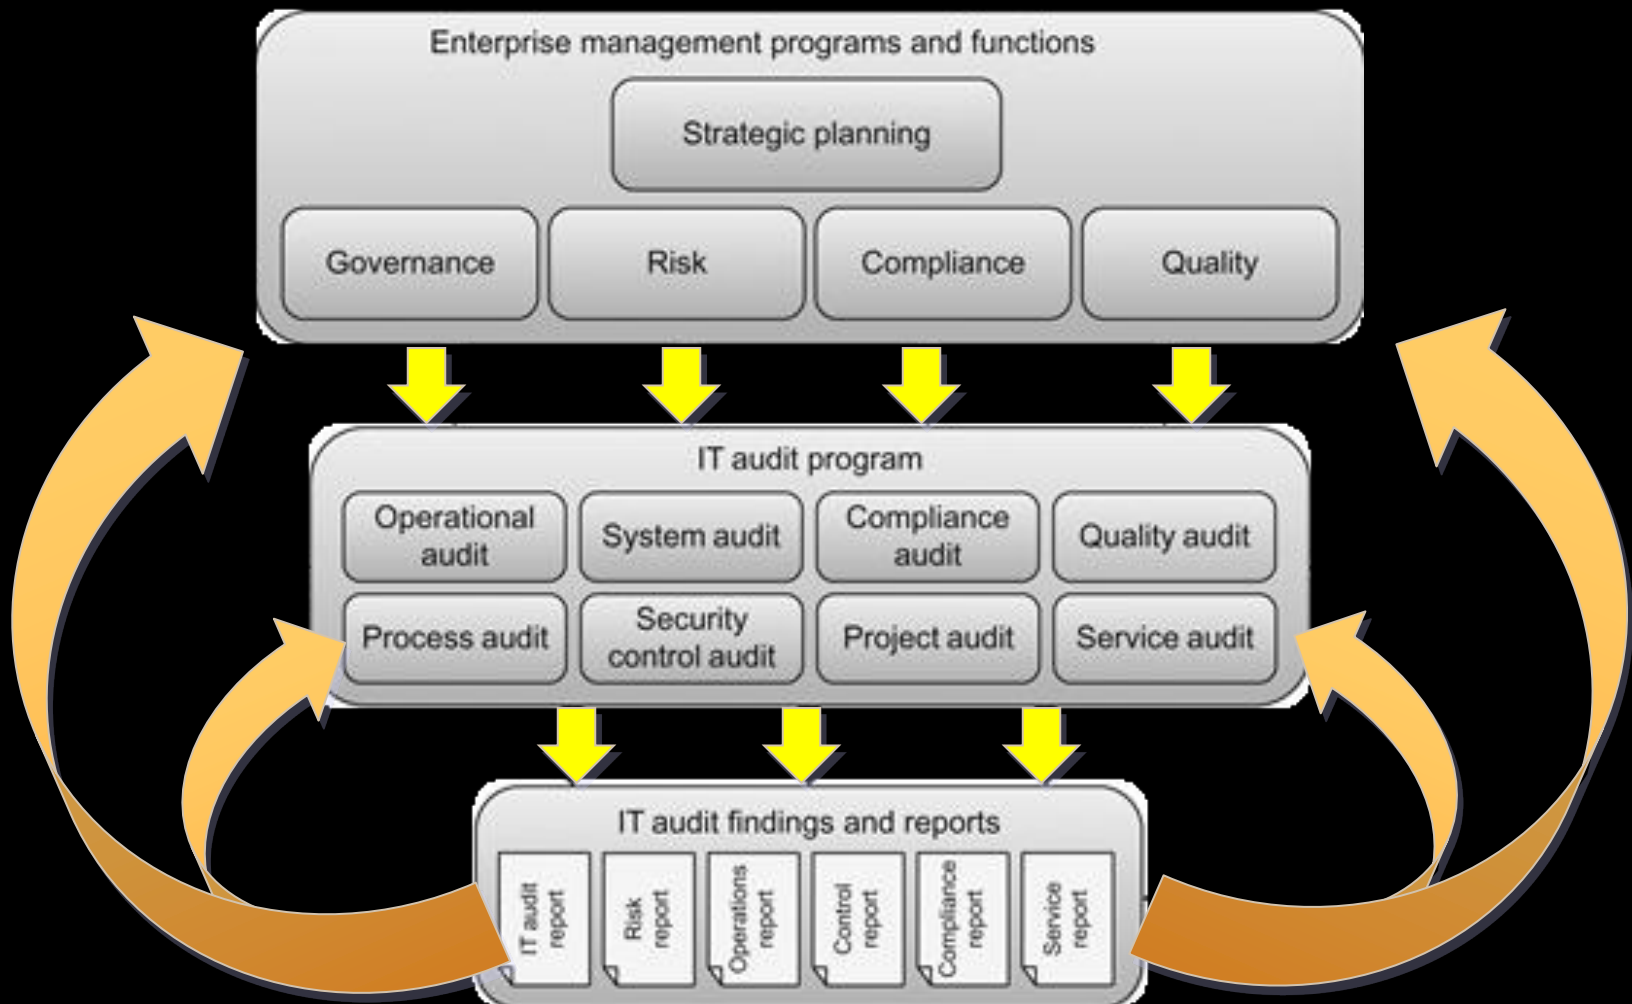 Enterprise management programs and functions
Strategic planning
Governance
Risk
Compliance
Quality
IT audit program
Operational
audit
System audit
Compliance
audit
Quality audit
Process audit
Security
control audit
Project audit
Service audit
IT audit findings and reports
IT audit
report
Risk
report
Operations
report
Control
report
Compliance
report
Service
report